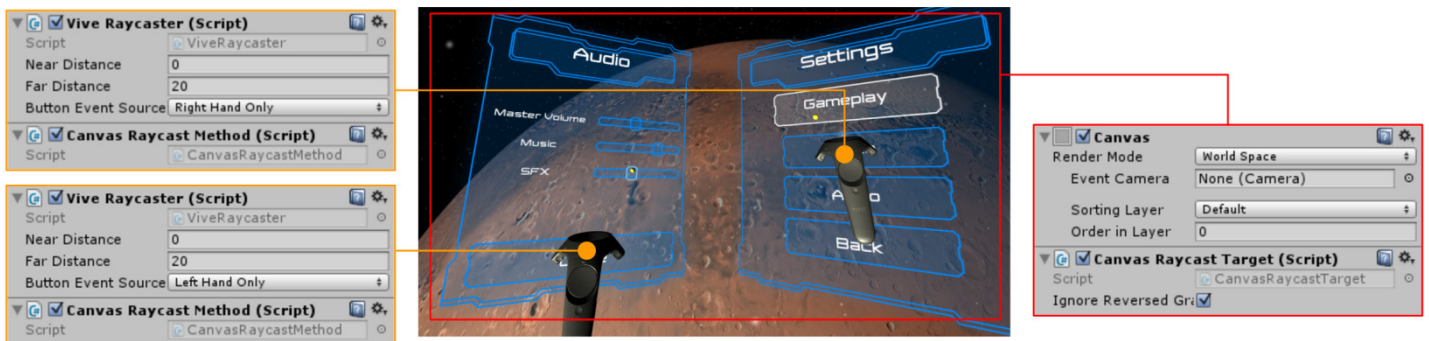 Vive Raycaster (Script)
Script ViveRaycaster
Near Distance 0
Far Distance 20
Button Event Source Right Hand Only
Canvas Raycast Method (Script)
Script CanvasRaycastMethod
Vive Raycaster (Script)
Script ViveRaycaster
Near Distance 0
Far Distance 20
Button Event Source Left Hand Only
Canvas Raycast Method (Script)
Script CanvasRaycastMethod
Audio
Master Volume
Music
SFX
Settings
Gameplay
Back
Canvas
Render Mode World Space
Event Camera None (Camera)
Sorting Layer Default
Order in Layer 0
Canvas Raycast Target (Script)
Script CanvasRaycastTarget
Ignore Reversed Gra